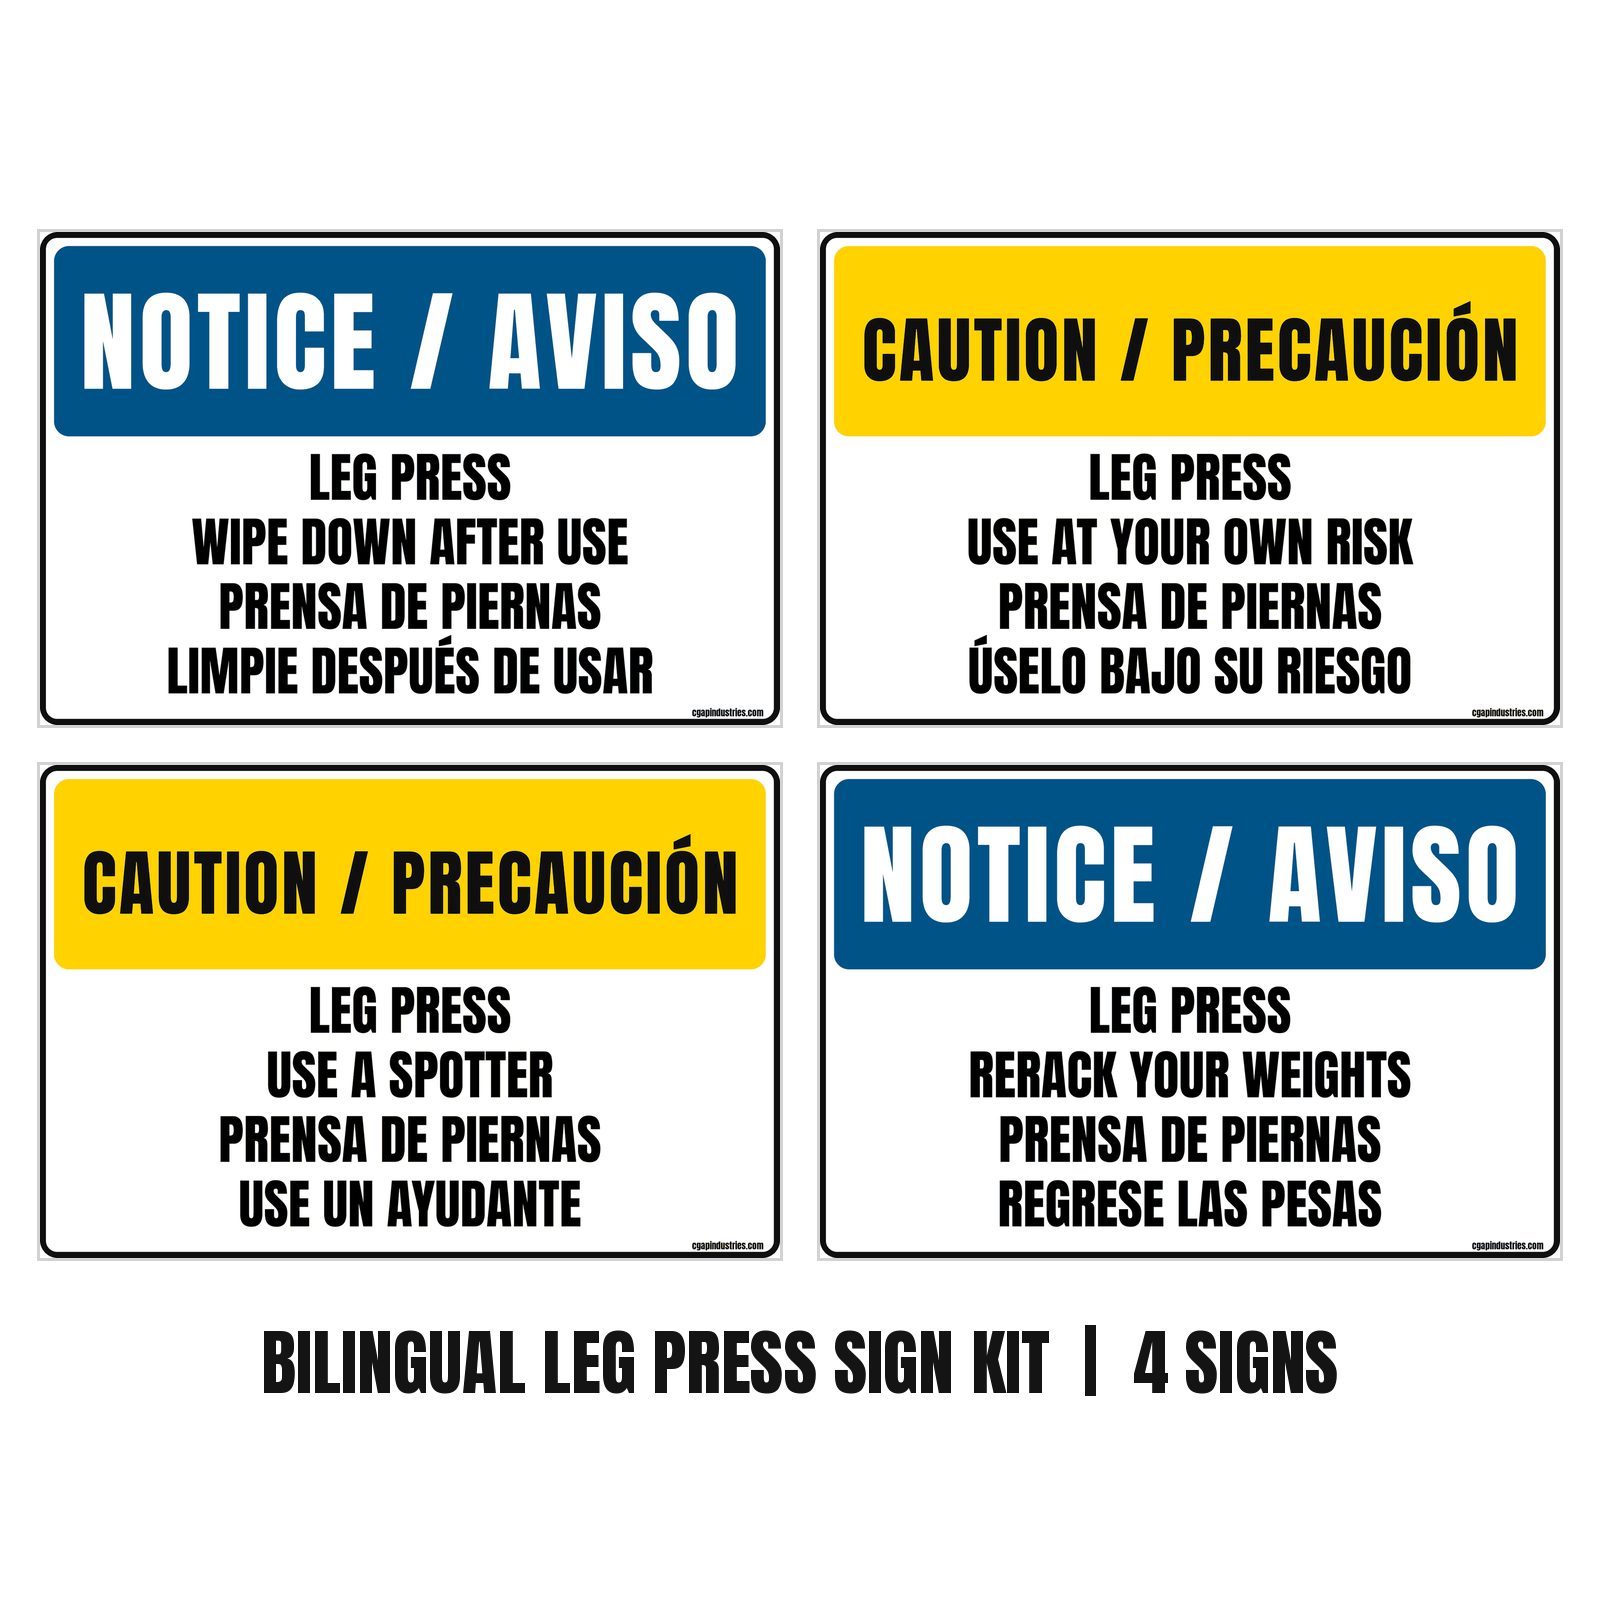 NOTICE / AVISO
LEG PRESS
WIPE DOWN AFTER USE
PRENSA DE PIERNAS
LIMPIE DESPUÉS DE USAR
cgapindustries.com
CAUTION / PRECAUCIÓN
LEG PRESS
USE AT YOUR OWN RISK
PRENSA DE PIERNAS
ÚSELO BAJO SU RIESGO
cgapindustries.com
CAUTION / PRECAUCIÓN
LEG PRESS
USE A SPOTTER
PRENSA DE PIERNAS
USE UN AYUDANTE
cgapindustries.com
NOTICE / AVISO
LEG PRESS
RERACK YOUR WEIGHTS
PRENSA DE PIERNAS
REGRESE LAS PESAS
cgapindustries.com
BILINGUAL LEG PRESS SIGN KIT | 4 SIGNS